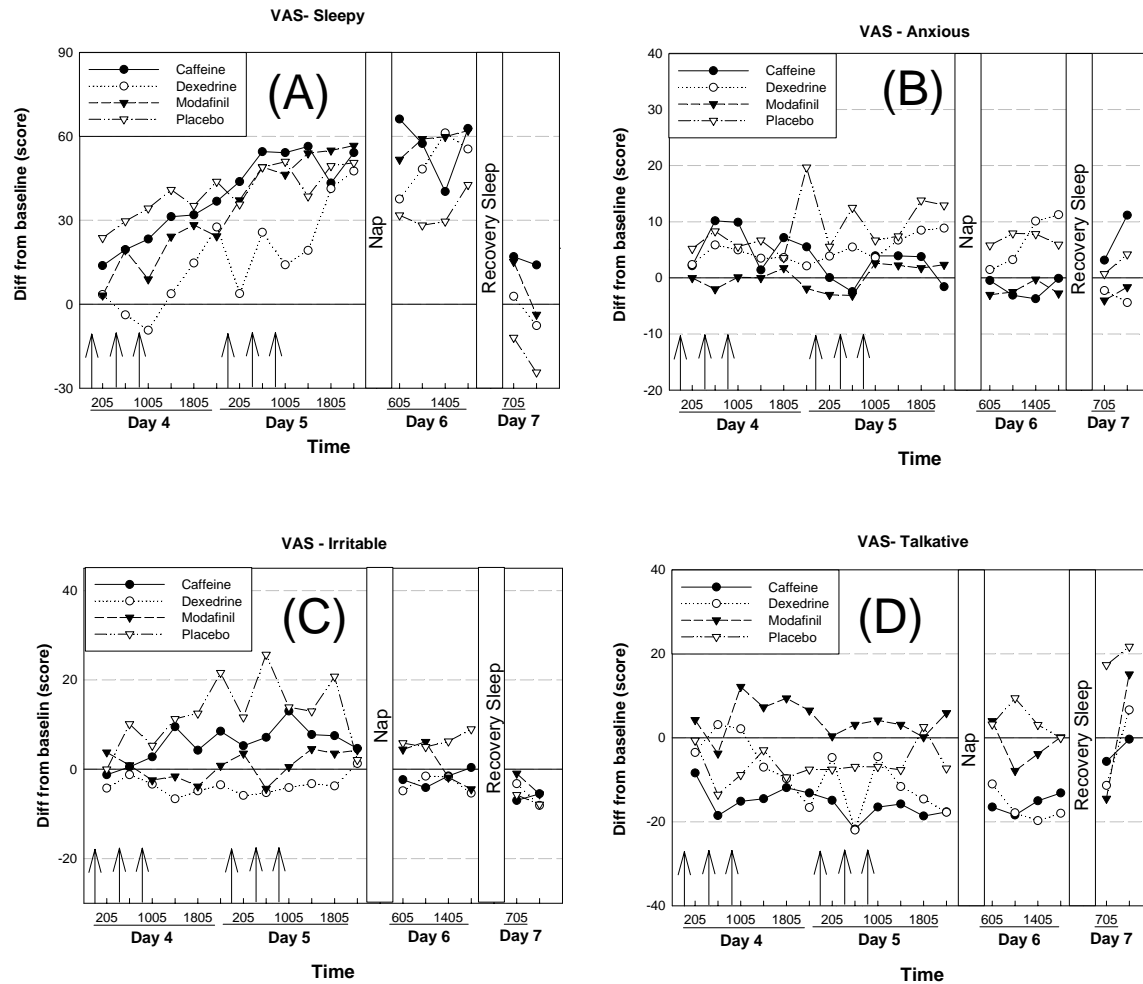 VAS- Sleepy
90
60
30
0
-30
Diff from baseline (score)
Caffeine
Dexedrine
Modafinil
Placebo
(A)
Nap
Recovery Sleep
205 1005 1805 205 1005 1805 605 1405 705
Day 4 Day 5 Day 6 Day 7
Time
VAS - Anxious
40
30
20
10
0
-10
-20
Diff from baseline (score)
Caffeine
Dexedrine
Modafinil
Placebo
(B)
Nap
Recovery Sleep
205 1005 1805 205 1005 1805 605 1405 705
Day 4 Day 5 Day 6 Day 7
Time
VAS - Irritable
40
20
0
-20
Diff from baselin (score)
Caffeine
Dexedrine
Modafinil
Placebo
(C)
Nap
Recovery Sleep
205 1005 1805 205 1005 1805 605 1405 705
Day 4 Day 5 Day 6 Day 7
Time
VAS- Talkative
40
20
0
-20
-40
Diff from baseline (score)
Caffeine
Dexedrine
Modafinil
Placebo
(D)
Nap
Recovery Sleep
205 1005 1805 205 1005 1805 605 1405 705
Day 4 Day 5 Day 6 Day 7
Time